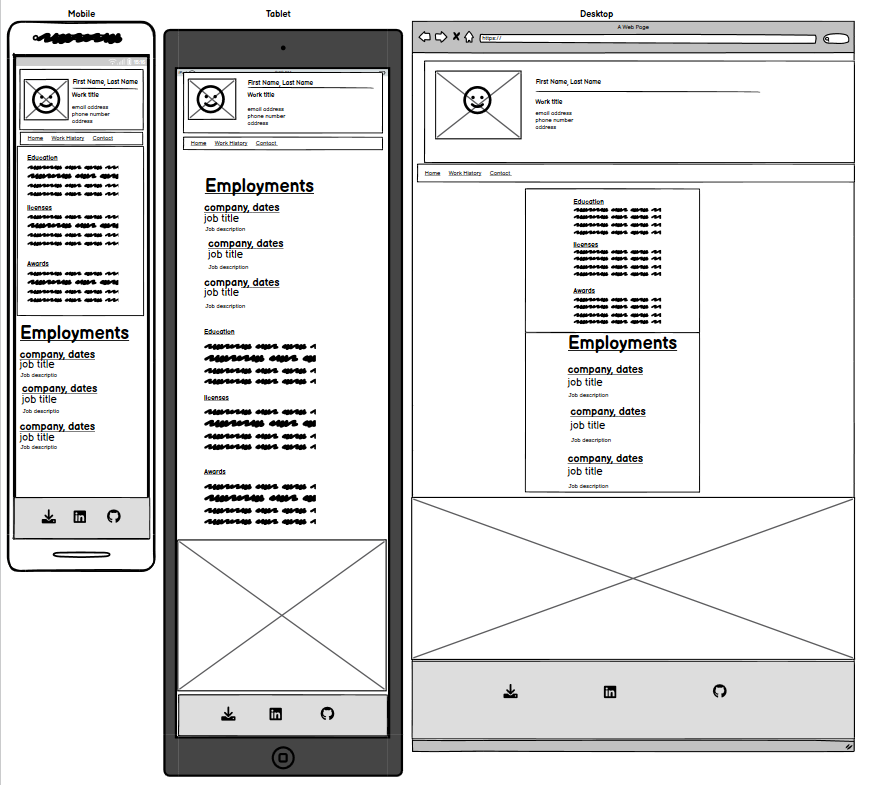 Mobile
First Name, Last Name
Work title
email address
phone number
address
Home Work History Contact
Education
licenses
Awards
Employments
company, dates
job title
Job descriptio
company, dates
job title
Job descriptio
company, dates
job title
Job descriptio
in
Tablet
First Name, Last Name
Work title
email address
phone number
address
Home Work History Contact
Employments
company, dates
job title
Job description
company, dates
job title
Job description
company, dates
job title
Job description
Education
licenses
Awards
in
Desktop
A Web Page
https://
First Name, Last Name
Work title
email address
phone number
address
Home Work History Contact
Education
licenses
Awards
Employments
company, dates
job title
Job description
company, dates
job title
Job description
company, dates
job title
Job description
in